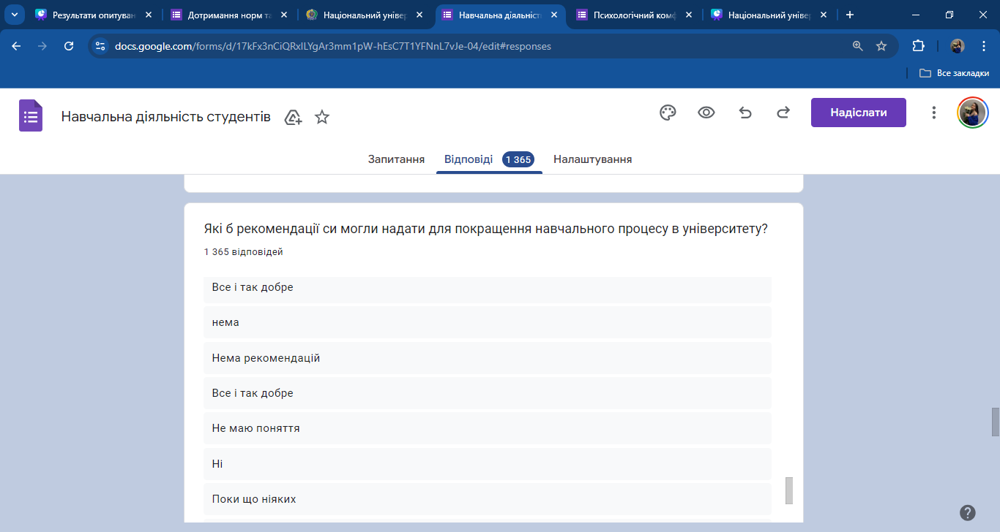 Результати опитуван
Дотримання норм та
Національний універ
Навчальна діяльніст
Психологічний комф
Національний універ
docs.google.com/forms/d/17kFx3nCiQRxlLYgAr3mm1pW-hEsC7T1YFNnL7vJe-04/edit#responses
Все закладки
Навчальна діяльність студентів
Надіслати
Запитання
Відповіді 1 365
Налаштування
Які б рекомендації си могли надати для покращення навчального процесу в університету?
1 365 відповідей
Все і так добре
нема
Нема рекомендацій
Все і так добре
Не маю поняття
Ні
Поки що ніяких